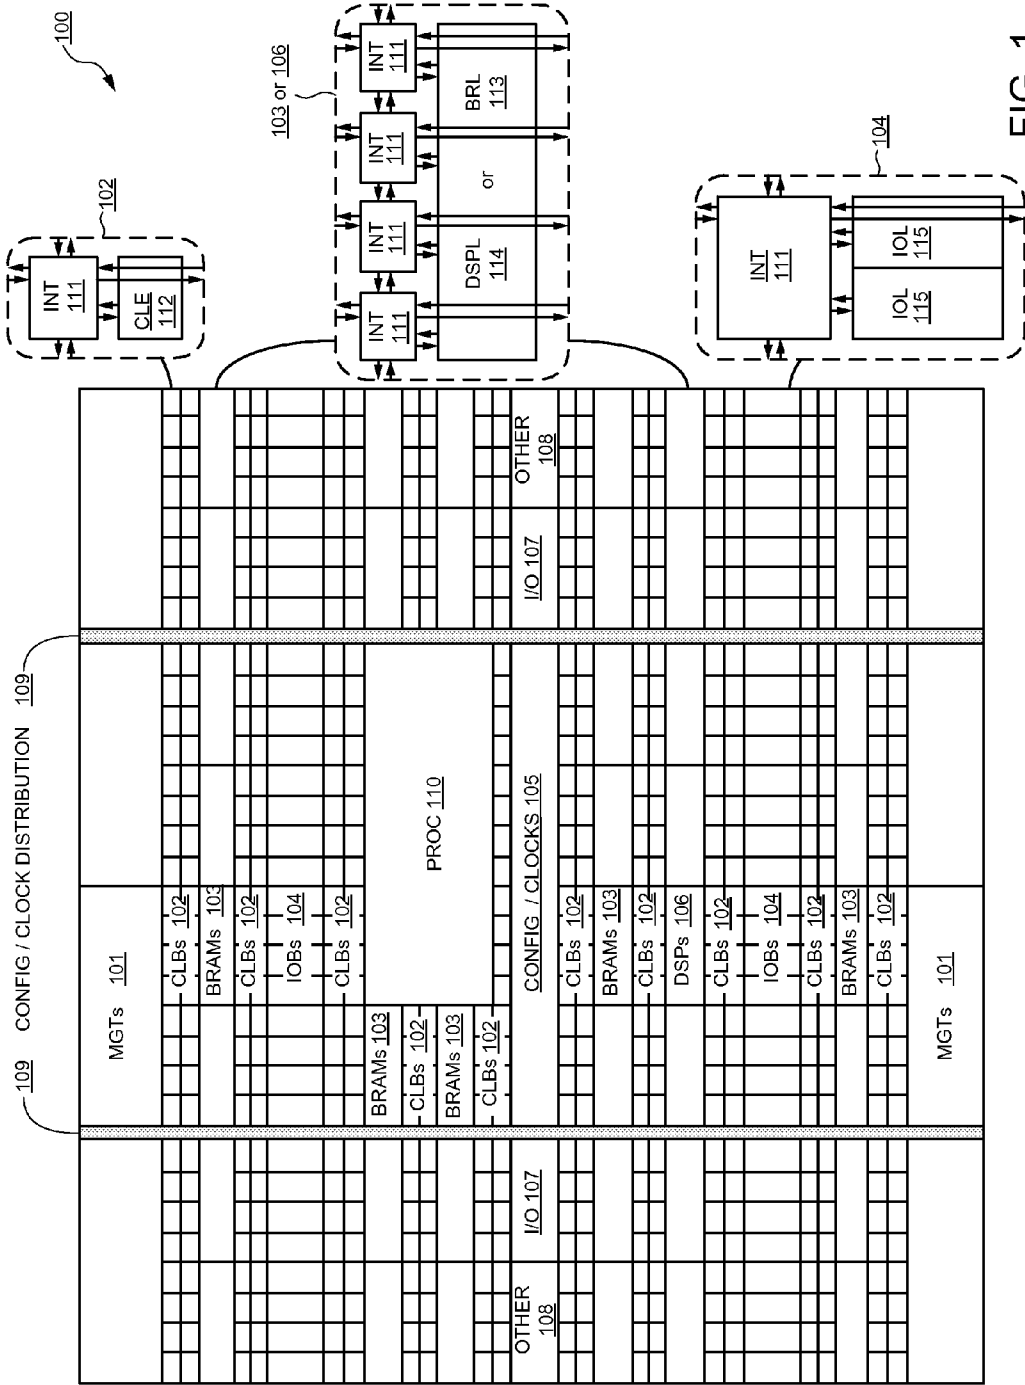 100
102
INT
111
CLE
112
103 or 106
INT
111
INT
111
INT
111
INT
111
DSPL
114
or
BRL
113
104
INT
111
IOL
115
IOL
115
109 CONFIG / CLOCK DISTRIBUTION 109
MGTs 101
CLBs 102
BRAMs 103
CLBs 102
IOBs 104
CLBs 102
BRAMs 103
CLBs 102
BRAMs 103
CLBs 102
PROC 110
OTHER
108
I/O 107
CONFIG / CLOCKS 105
I/O 107
OTHER
108
CLBs 102
BRAMs 103
CLBs 102
DSPs 106
CLBs 102
IOBs 104
CLBs 102
BRAMs 103
CLBs 102
MGTs 101
FIG. 1